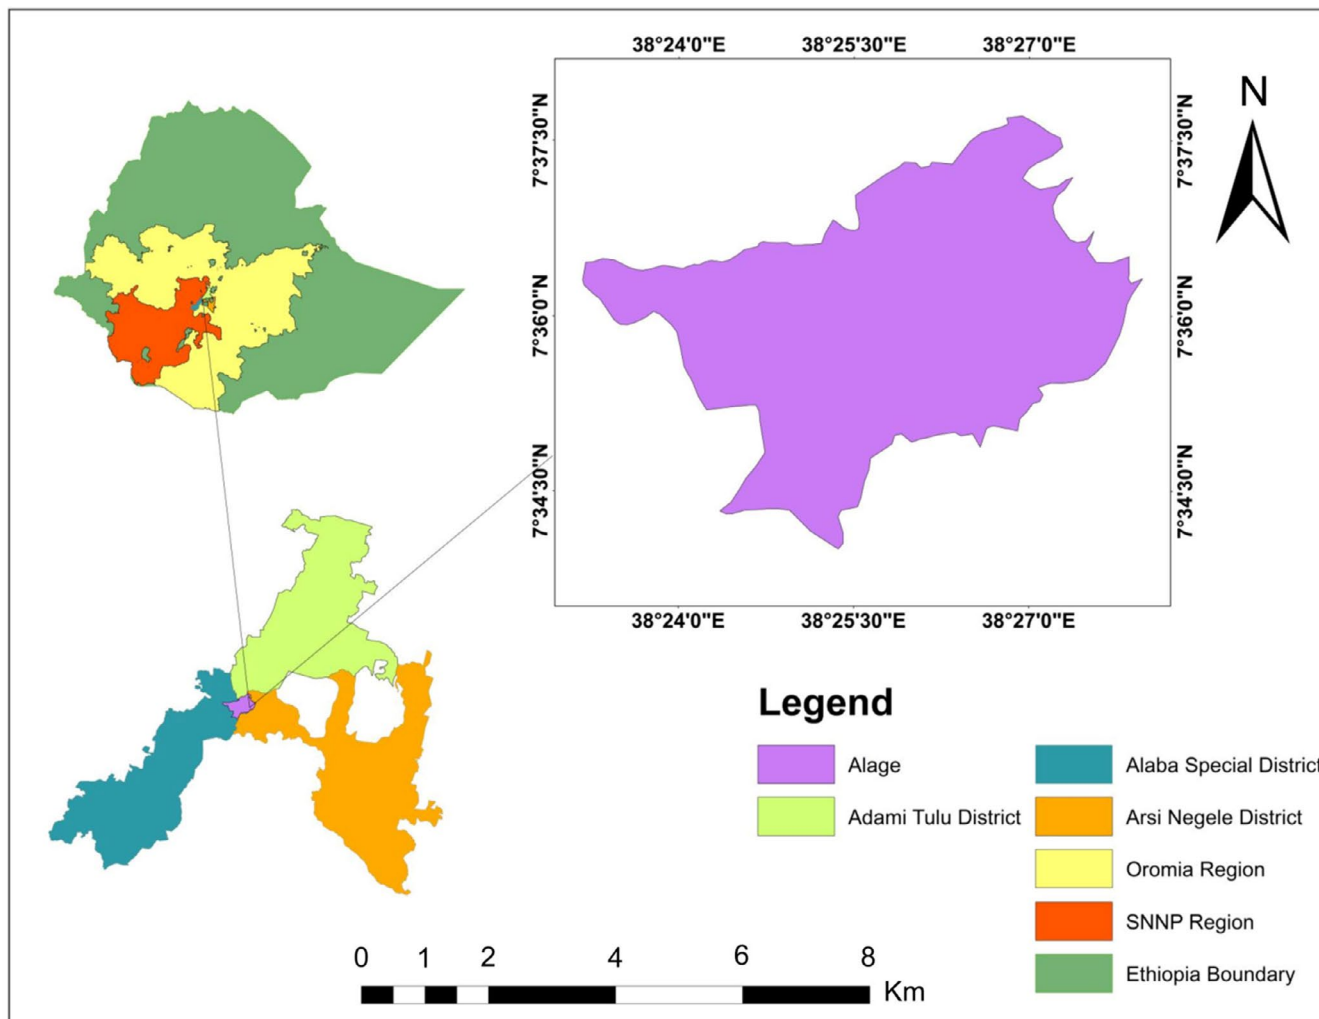 38°24'0"E 38°25'30"E 38°27'0"E
N
7°37'30"N 7°37'30"N
7°36'0"N 7°36'0"N
7°34'30"N 7°34'30"N
38°24'0"E 38°25'30"E 38°27'0"E
Legend
Alage
Adami Tulu District
Alaba Special District
Arsi Negele District
Oromia Region
SNNP Region
Ethiopia Boundary
0 1 2 4 6 8
Km